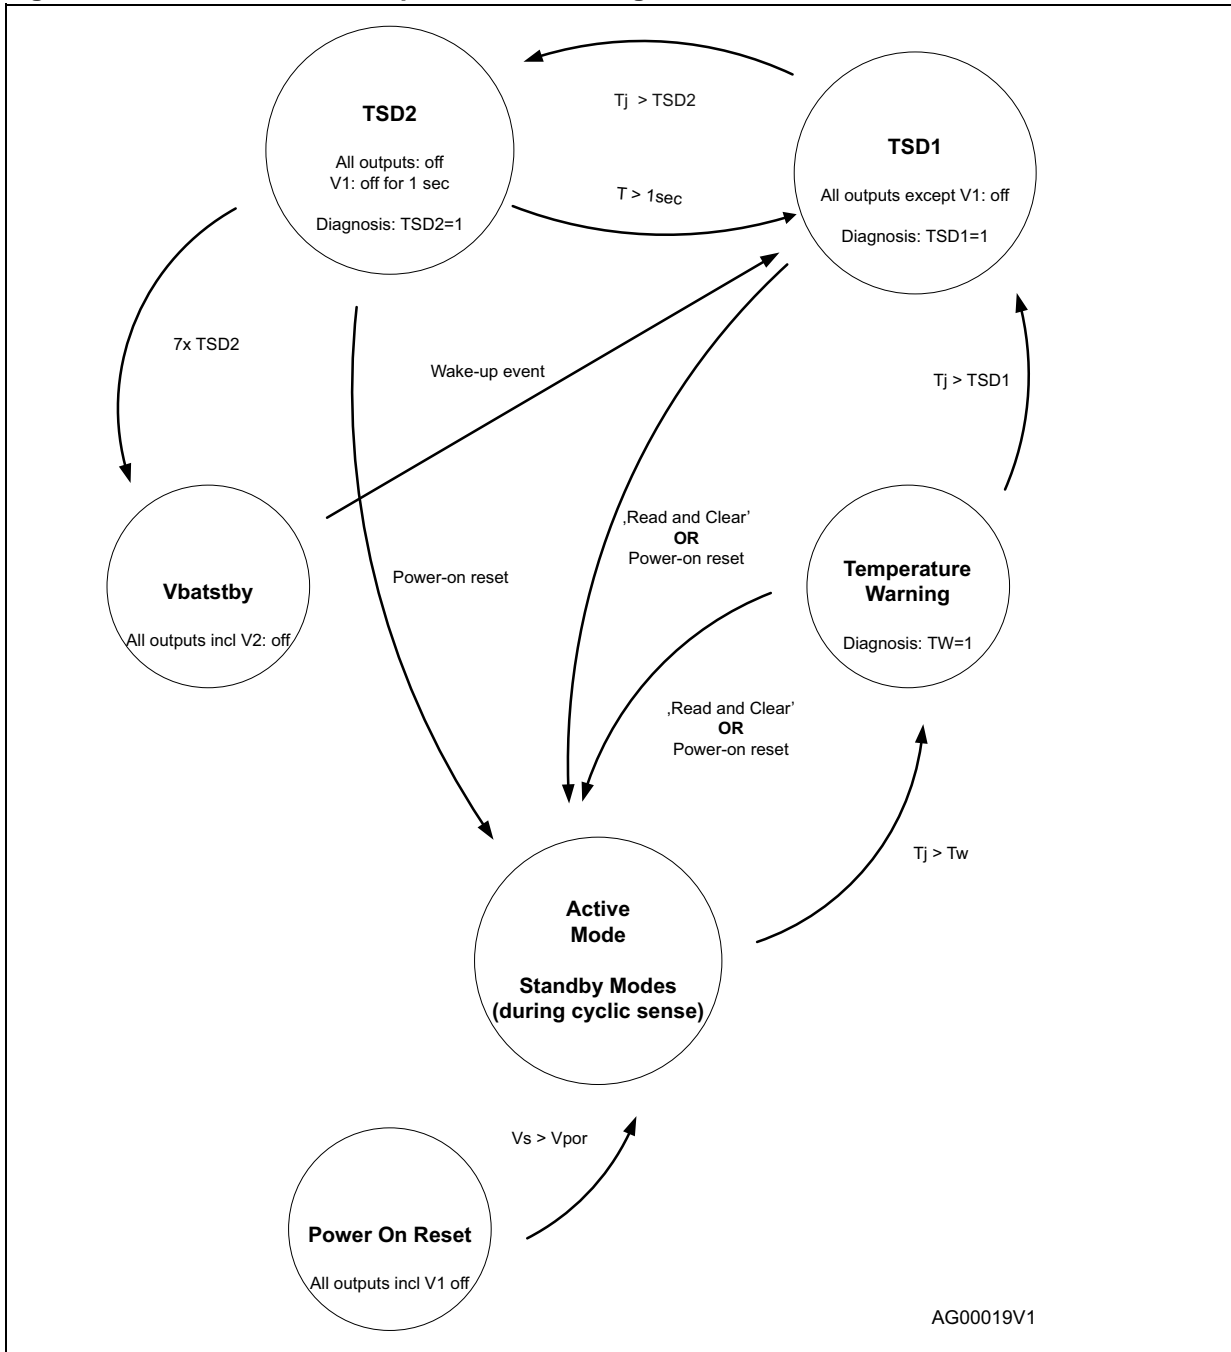 Tj > TSD2
TSD2
All outputs: off
V1: off for 1 sec
Diagnosis: TSD2=1
TSD1
All outputs except V1: off
Diagnosis: TSD1=1
T > 1sec
7x TSD2
Wake-up event
Tj > TSD1
Vbatstby
All outputs incl V2: off
Power-on reset
‚Read and Clear’
OR
Power-on reset
Temperature
Warning
Diagnosis: TW=1
‚Read and Clear’
OR
Power-on reset
Tj > Tw
Active
Mode
Standby Modes
(during cyclic sense)
Vs > Vpor
Power On Reset
All outputs incl V1 off
AG00019V1